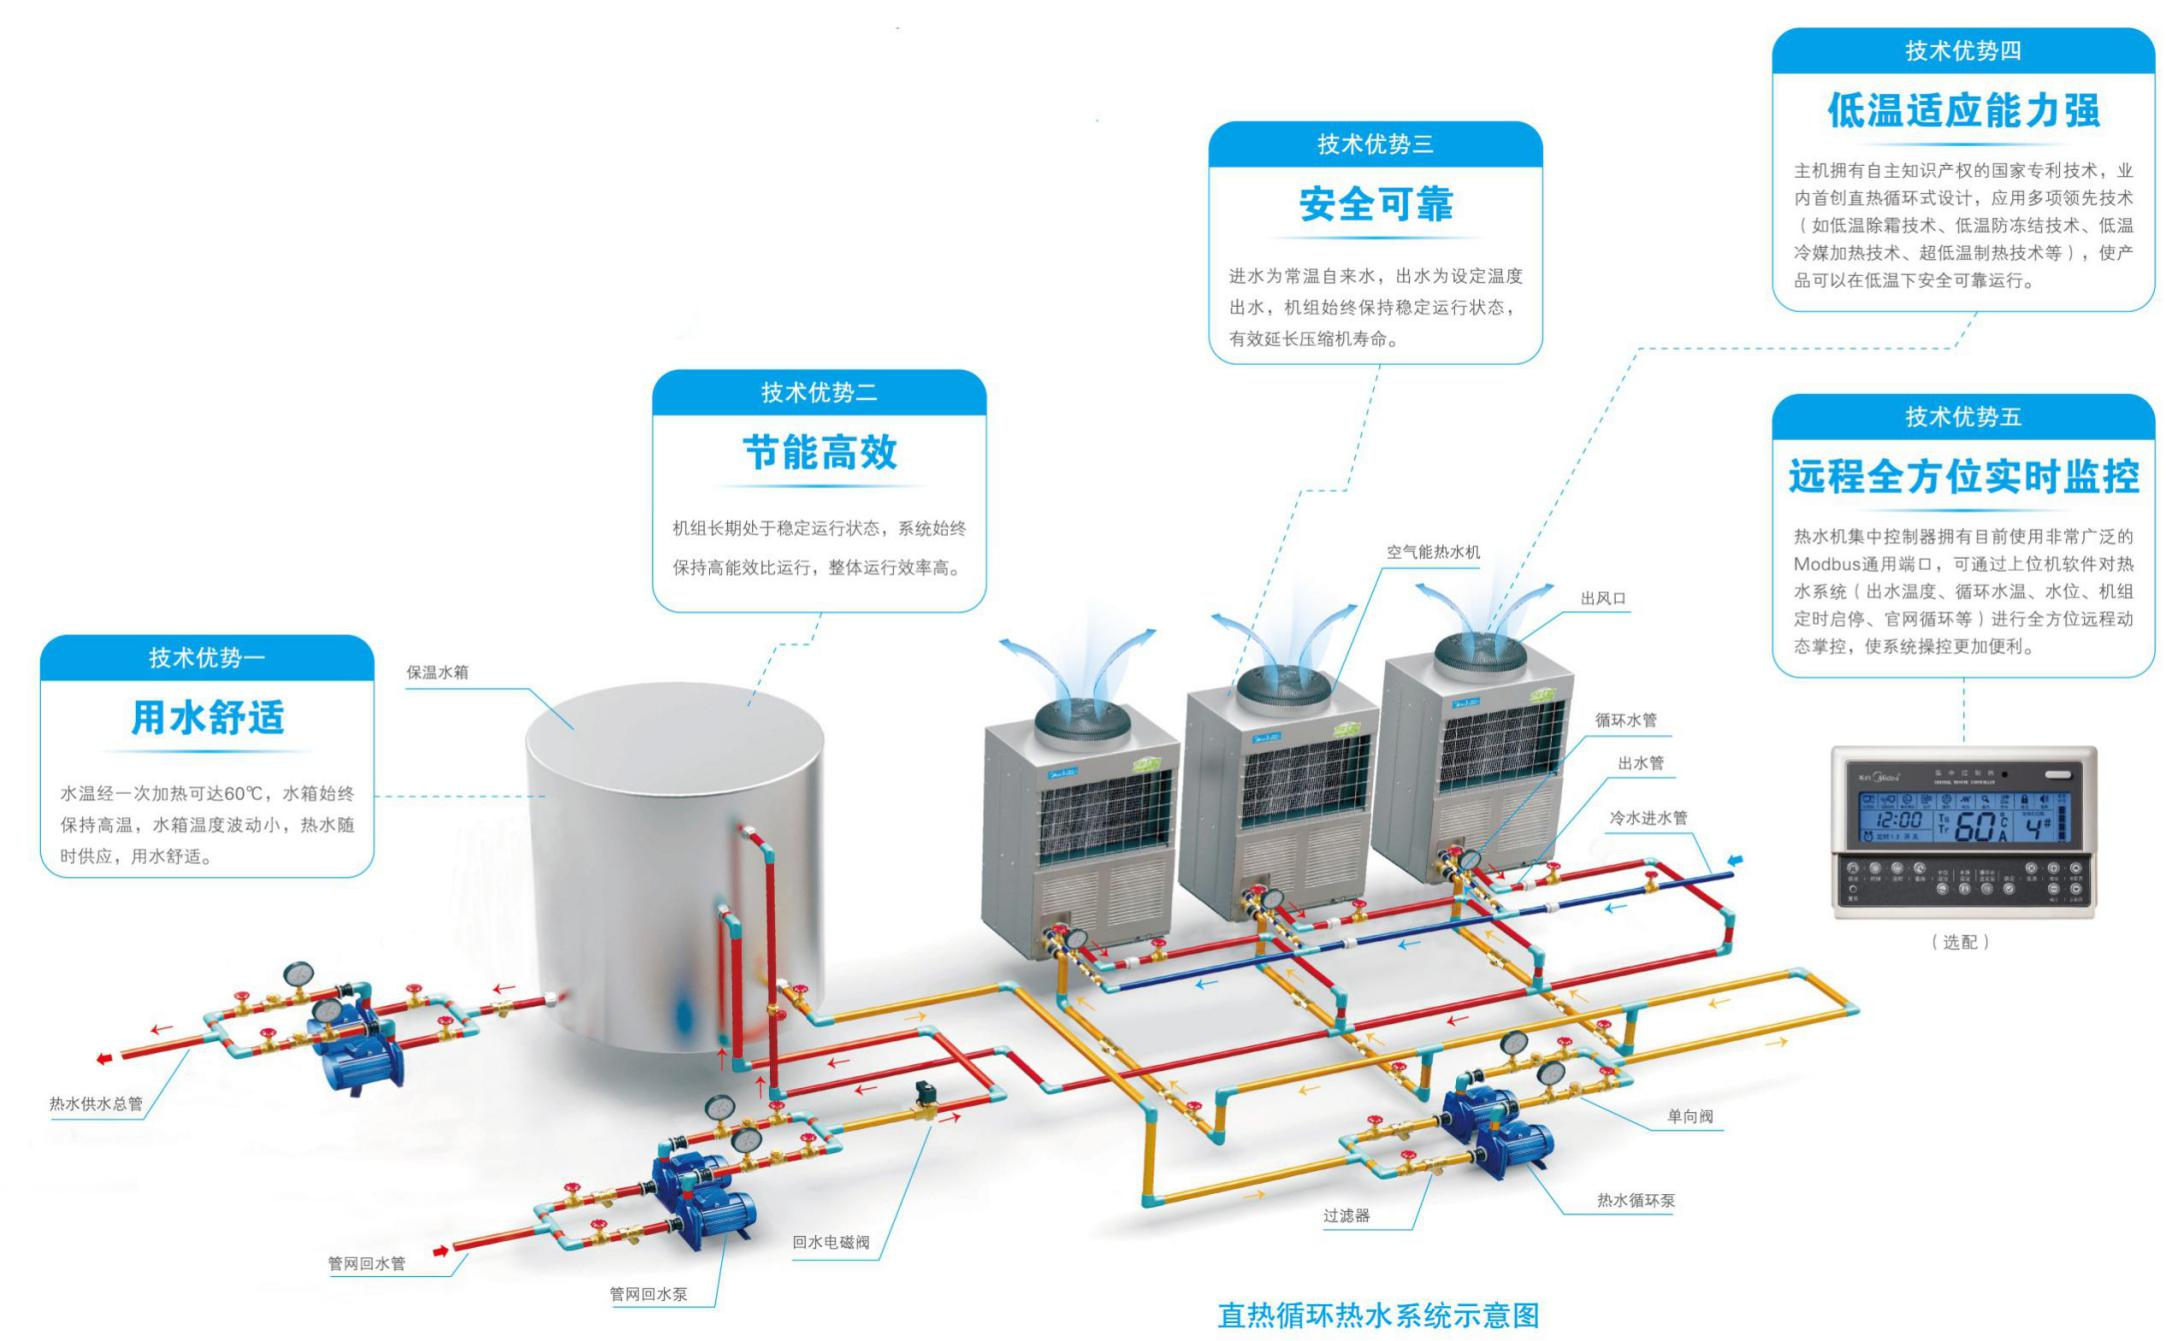 技术优势一
用水舒适
水温经一次加热可达60℃，水箱始终
保持高温，水箱温度波动小，热水随
时供应，用水舒适。
技术优势二
节能高效
机组长期处于稳定运行状态，系统始终
保持高能效比运行，整体运行效率高。
技术优势三
安全可靠
进水为常温自来水，出水为设定温度
出水，机组始终保持稳定运行状态，
有效延长压缩机寿命。
技术优势四
低温适应能力强
主机拥有自主知识产权的国家专利技术，业
内首创直热循环式设计，应用多项领先技术
（如低温除霜技术、低温防冻结技术、低温
冷媒加热技术、超低温制热技术等），使产
品可以在低温下安全可靠运行。
技术优势五
远程全方位实时监控
热水机集中控制器拥有目前使用非常广泛的
Modbus通用端口，可通过上位机软件对热
水系统（出水温度、循环水温、水位、机组
定时启停、官网循环等）进行全方位远程动
态掌控，使系统操控更加便利。
美的 Midea
集中控制器
CENTRAL REMOTE CONTROLLER
12:00
60℃
4#
（选配）
保温水箱
空气能热水机
出风口
循环水管
出水管
冷水进水管
热水供水总管
管网回水管
管网回水泵
回水电磁阀
过滤器
单向阀
热水循环泵
直热循环热水系统示意图